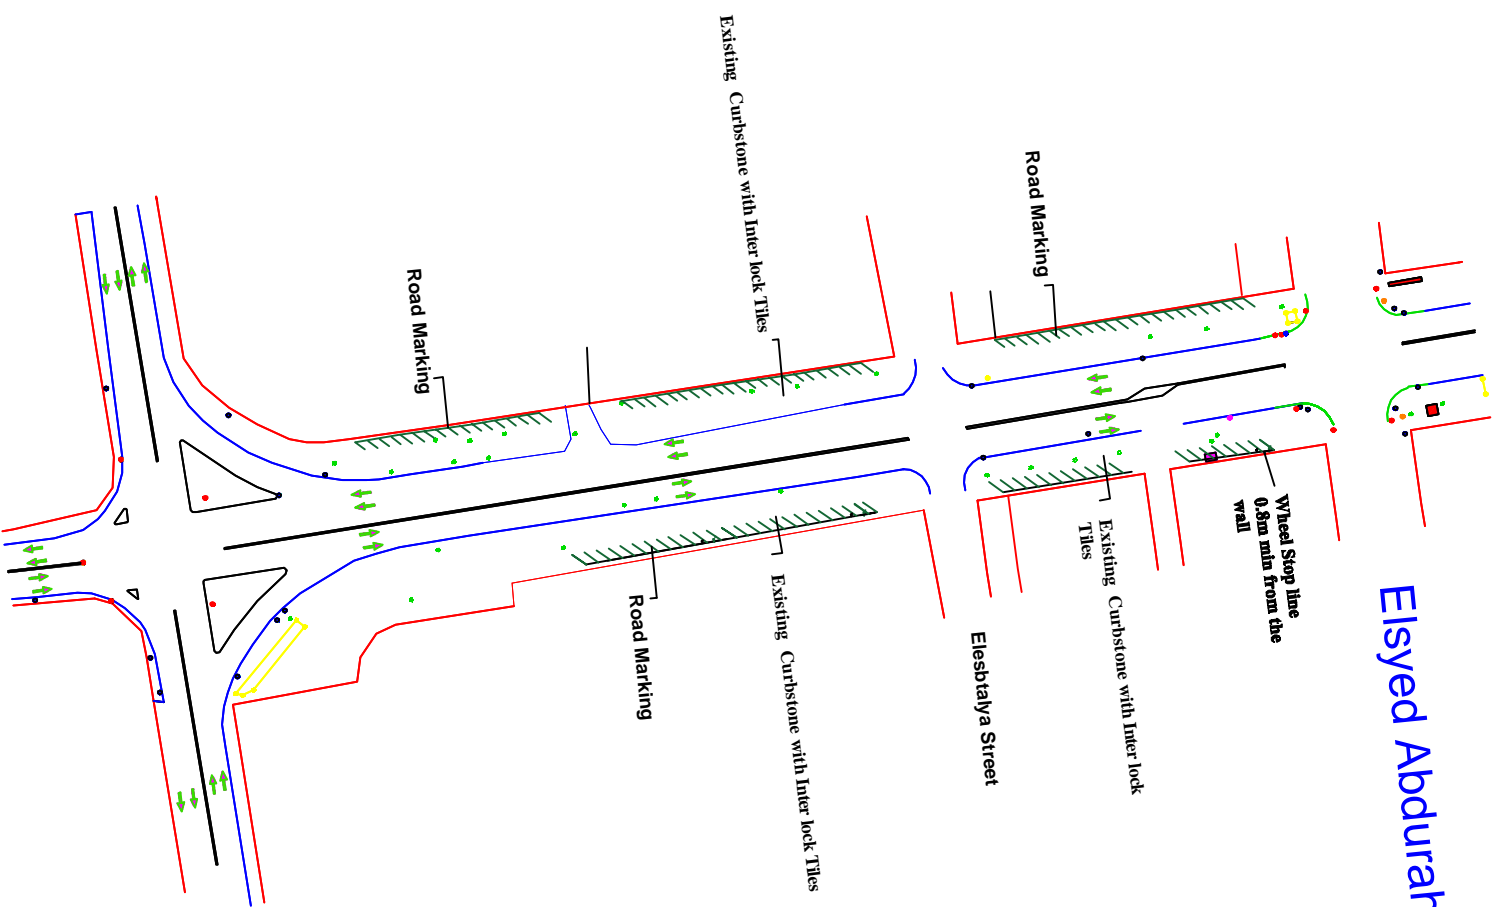 Existing Curbstone with Inter lock Tiles
Road Marking
Road Marking
Wheel Stop line
0.8m min from the
wall
Existing Curbstone with Inter lock
Tiles
Existing Curbstone with Inter lock Tiles
Road Marking
Elesbtalya Street
Elsyed Abdurah